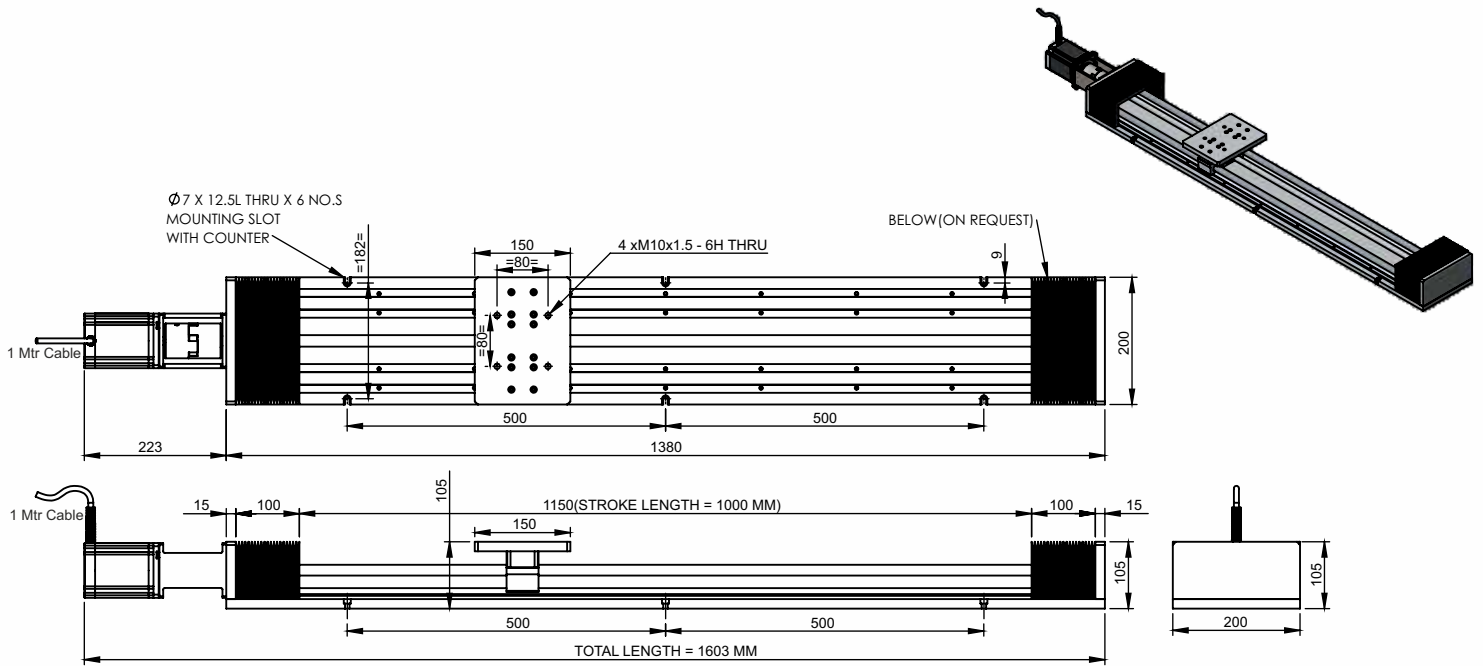 Ø7 X 12.5L THRU X 6 NO.S
MOUNTING SLOT
WITH COUNTER
=182=
150
=80=
4 xM10x1.5 - 6H THRU
BELOW(ON REQUEST)
9
=80=
200
1 Mtr Cable
500
500
223
1380
1 Mtr Cable
15
100
105
1150(STROKE LENGTH = 1000 MM)
150
100
15
105
105
500
500
200
TOTAL LENGTH = 1603 MM